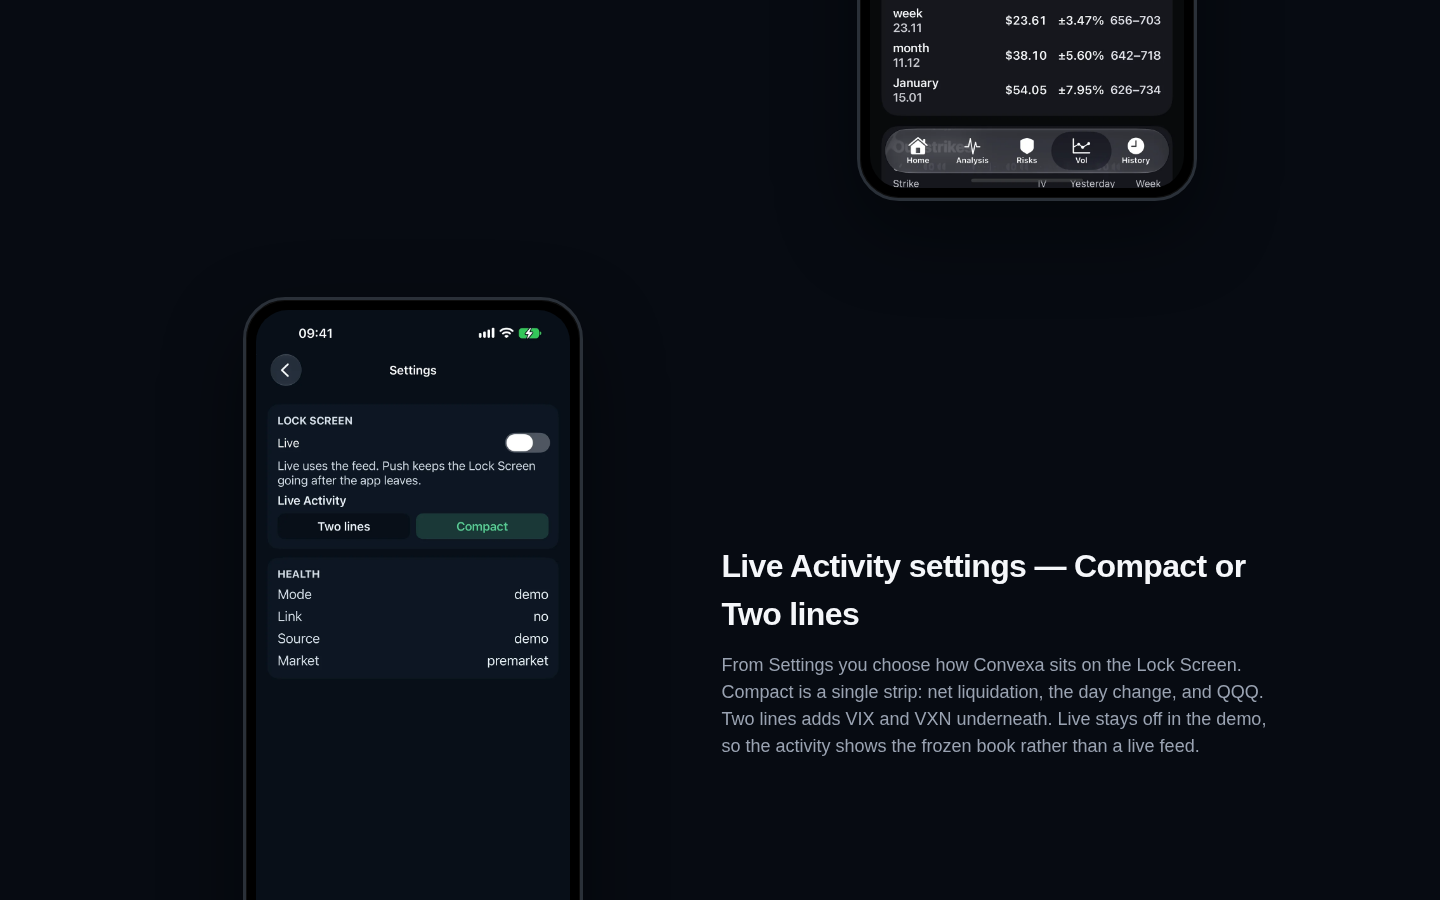 week $23.61 ±3.47% 656–703
23.11
month $38.10 ±5.60% 642–718
11.12
January $54.05 ±7.95% 626–734
15.01
Home Analysis Risks Vol History
Strike IV Yesterday Week
09:41
Settings
LOCK SCREEN
Live
Live uses the feed. Push keeps the Lock Screen
going after the app leaves.
Live Activity
Two lines Compact
HEALTH
Mode demo
Link no
Source demo
Market premarket
Live Activity settings — Compact or
Two lines
From Settings you choose how Convexa sits on the Lock Screen.
Compact is a single strip: net liquidation, the day change, and QQQ.
Two lines adds VIX and VXN underneath. Live stays off in the demo,
so the activity shows the frozen book rather than a live feed.